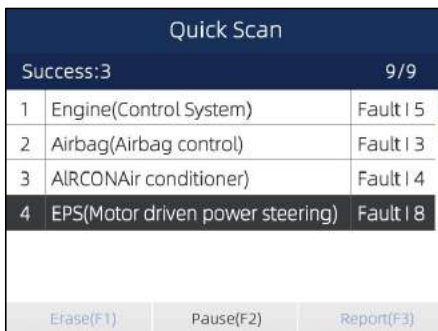 Quick Scan
Success:3 9/9
1 Engine(Control System) Fault | 5
2 Airbag(Airbag control) Fault | 3
3 AIRCONAir conditioner) Fault | 4
4 EPS(Motor driven power steering) Fault | 8
Erase(F1) Pause(F2) Report(F3)